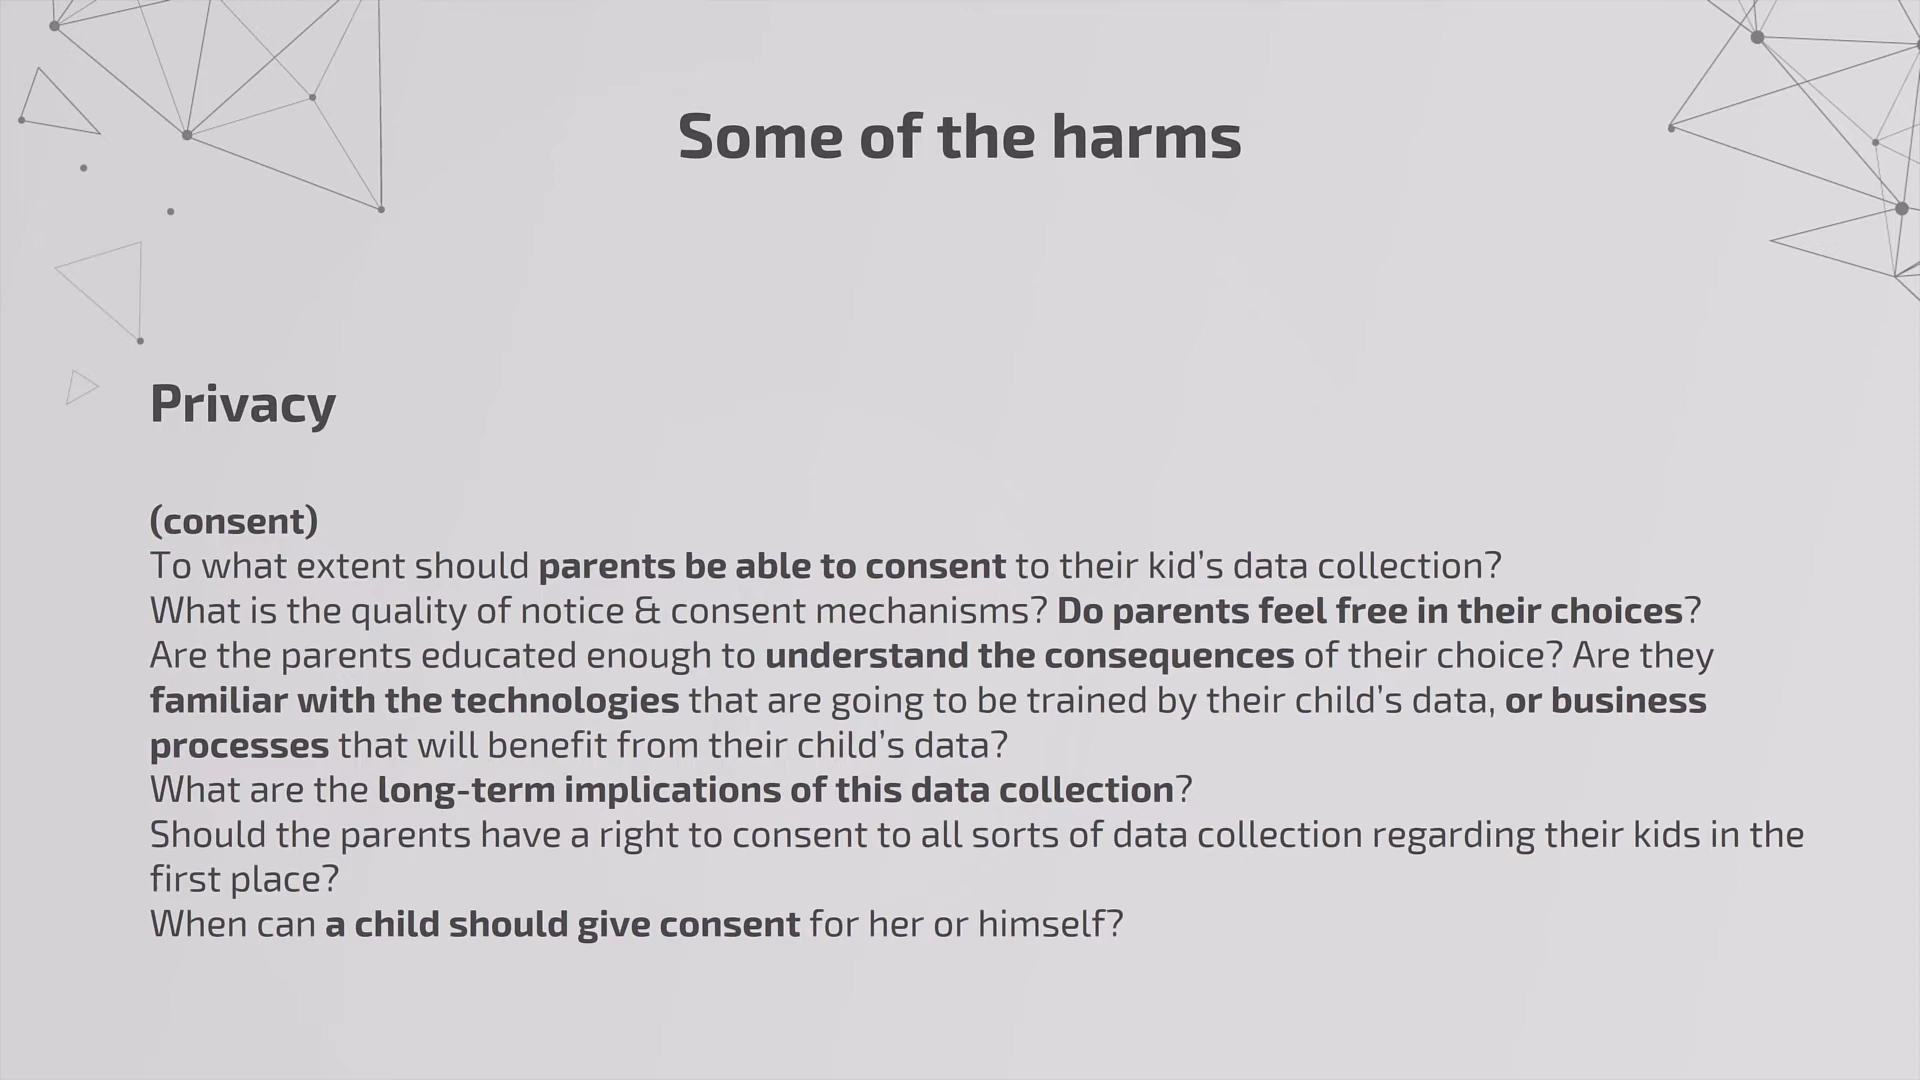 Some of the harms
Privacy
(consent)
To what extent should parents be able to consent to their kid’s data collection?
What is the quality of notice & consent mechanisms? Do parents feel free in their choices?
Are the parents educated enough to understand the consequences of their choice? Are they
familiar with the technologies that are going to be trained by their child’s data, or business
processes that will benefit from their child’s data?
What are the long-term implications of this data collection?
Should the parents have a right to consent to all sorts of data collection regarding their kids in the
first place?
When can a child should give consent for her or himself?